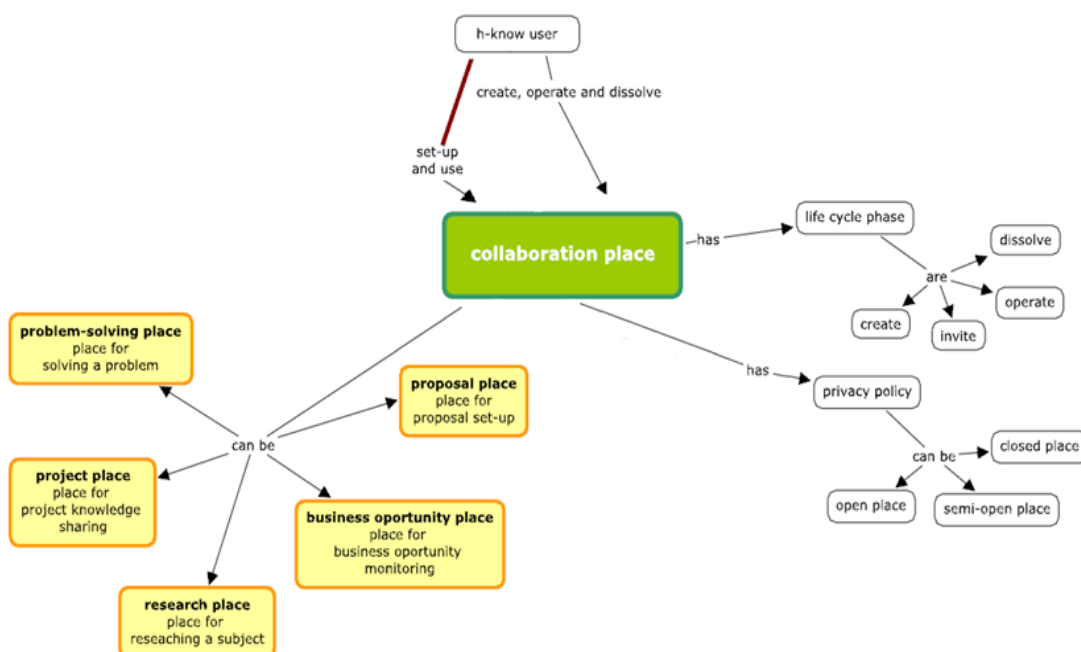 h-know user
create, operate and dissolve
set-up
and use
collaboration place
has
life cycle phase
are
dissolve
operate
invite
create
has
privacy policy
can be
closed place
semi-open place
open place
can be
problem-solving place
place for
solving a problem
proposal place
place for
proposal set-up
project place
place for
project knowledge
sharing
business oportunity place
place for
business oportunity
monitoring
research place
place for
reseaching a subject